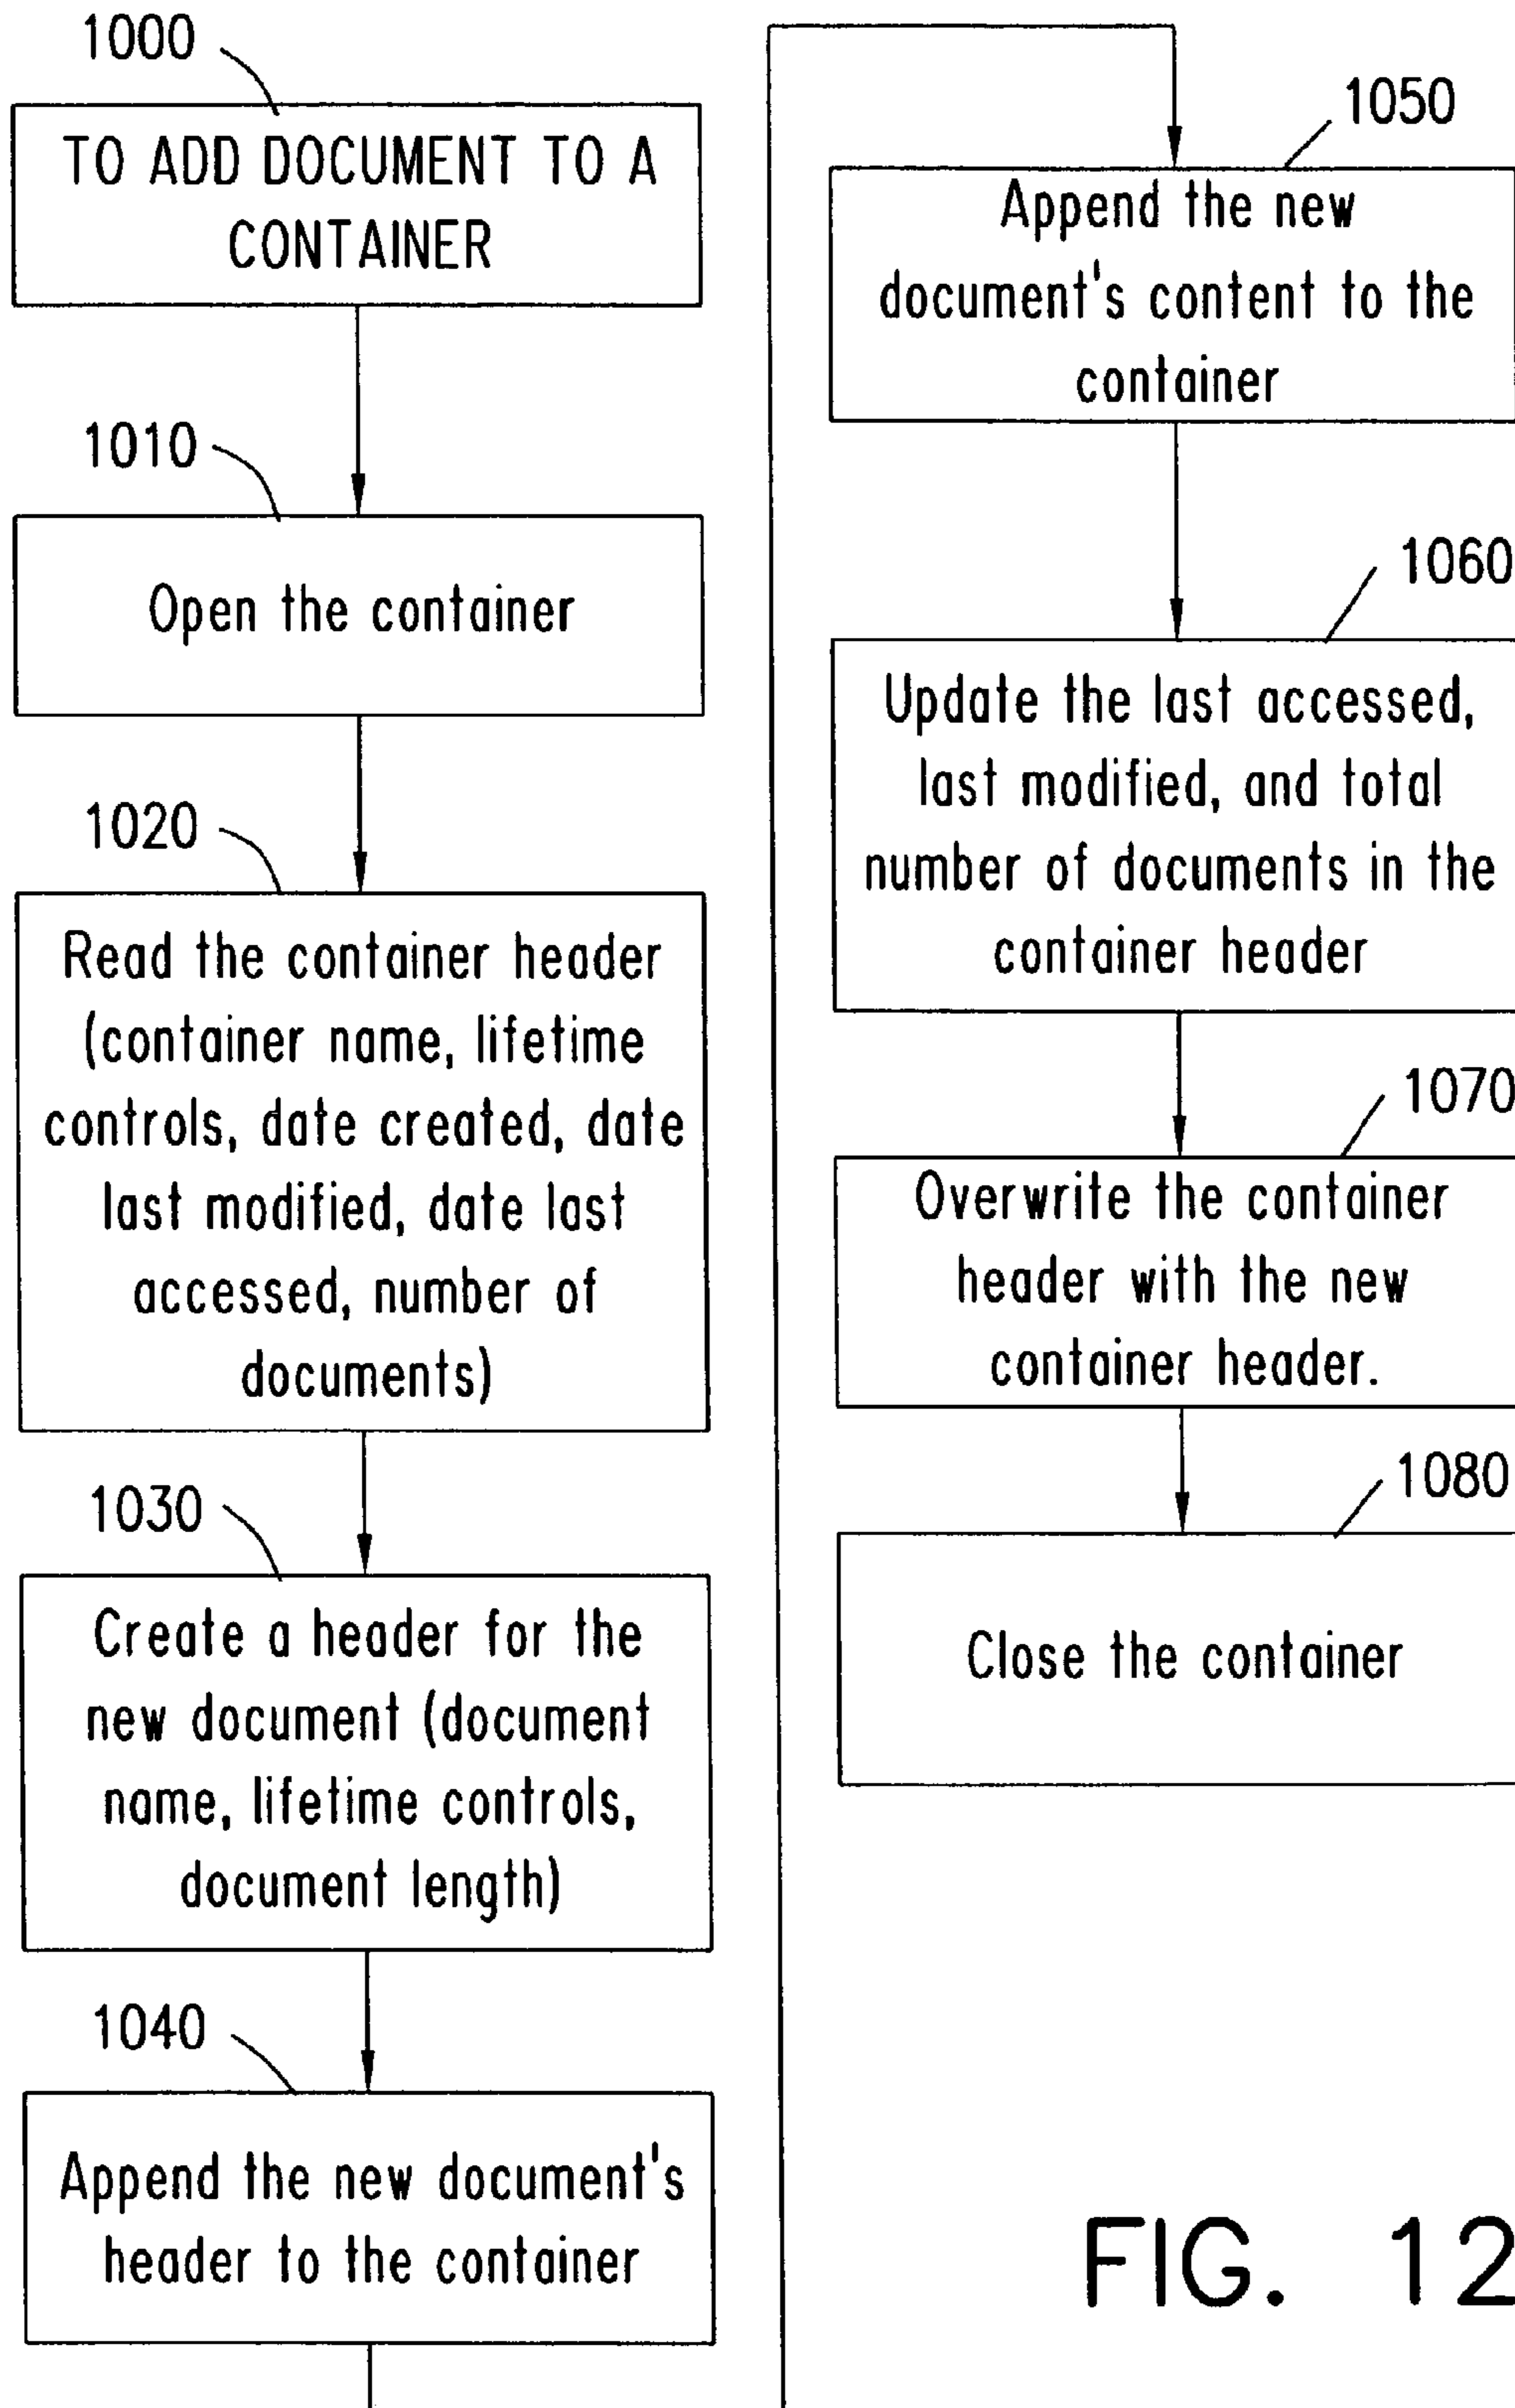 1000
TO ADD DOCUMENT TO A
CONTAINER
1010
Open the container
1020
Read the container header
(container name, lifetime
controls, date created, date
last modified, date last
accessed, number of
documents)
1030
Create a header for the
new document (document
name, lifetime controls,
document length)
1040
Append the new document's
header to the container
1050
Append the new
document's content to the
container
1060
Update the last accessed,
last modified, and total
number of documents in the
container header
1070
Overwrite the container
header with the new
container header.
1080
Close the container
FIG. 12